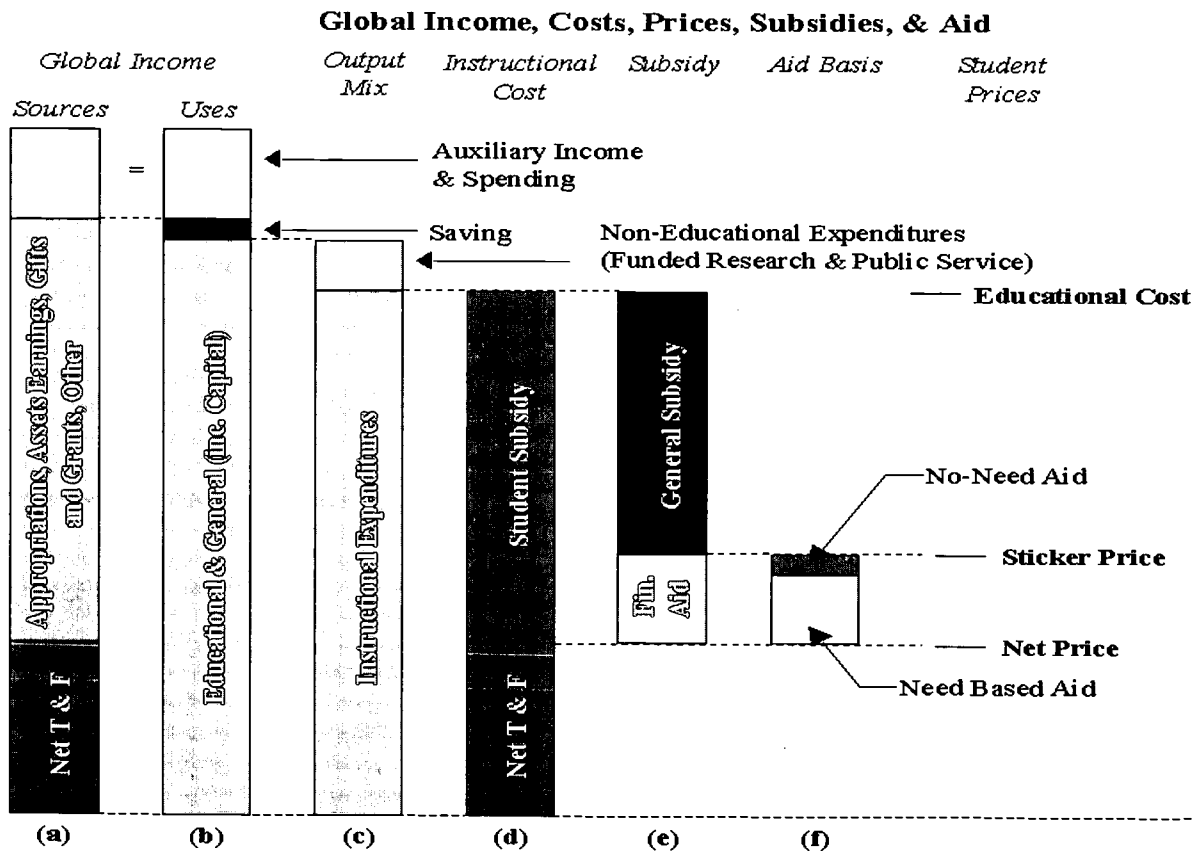 Global Income, Costs, Prices, Subsidies, & Aid
Global Income
Output
Mix
Instructional
Cost
Subsidy
Aid Basis
Student
Prices
Sources
Uses
=
Auxiliary Income
& Spending
Saving
Non-Educational Expenditures
(Funded Research & Public Service)
Educational Cost
Appropriations, Assets Earnings, Gifts
and Grants, Other
Net T & F
Educational & General (inc. Capital)
Instructional Expenditures
Student Subsidy
Net T & F
General Subsidy
Fin.
Aid
No-Need Aid
Sticker Price
Net Price
Need Based Aid
(a)
(b)
(c)
(d)
(e)
(f)